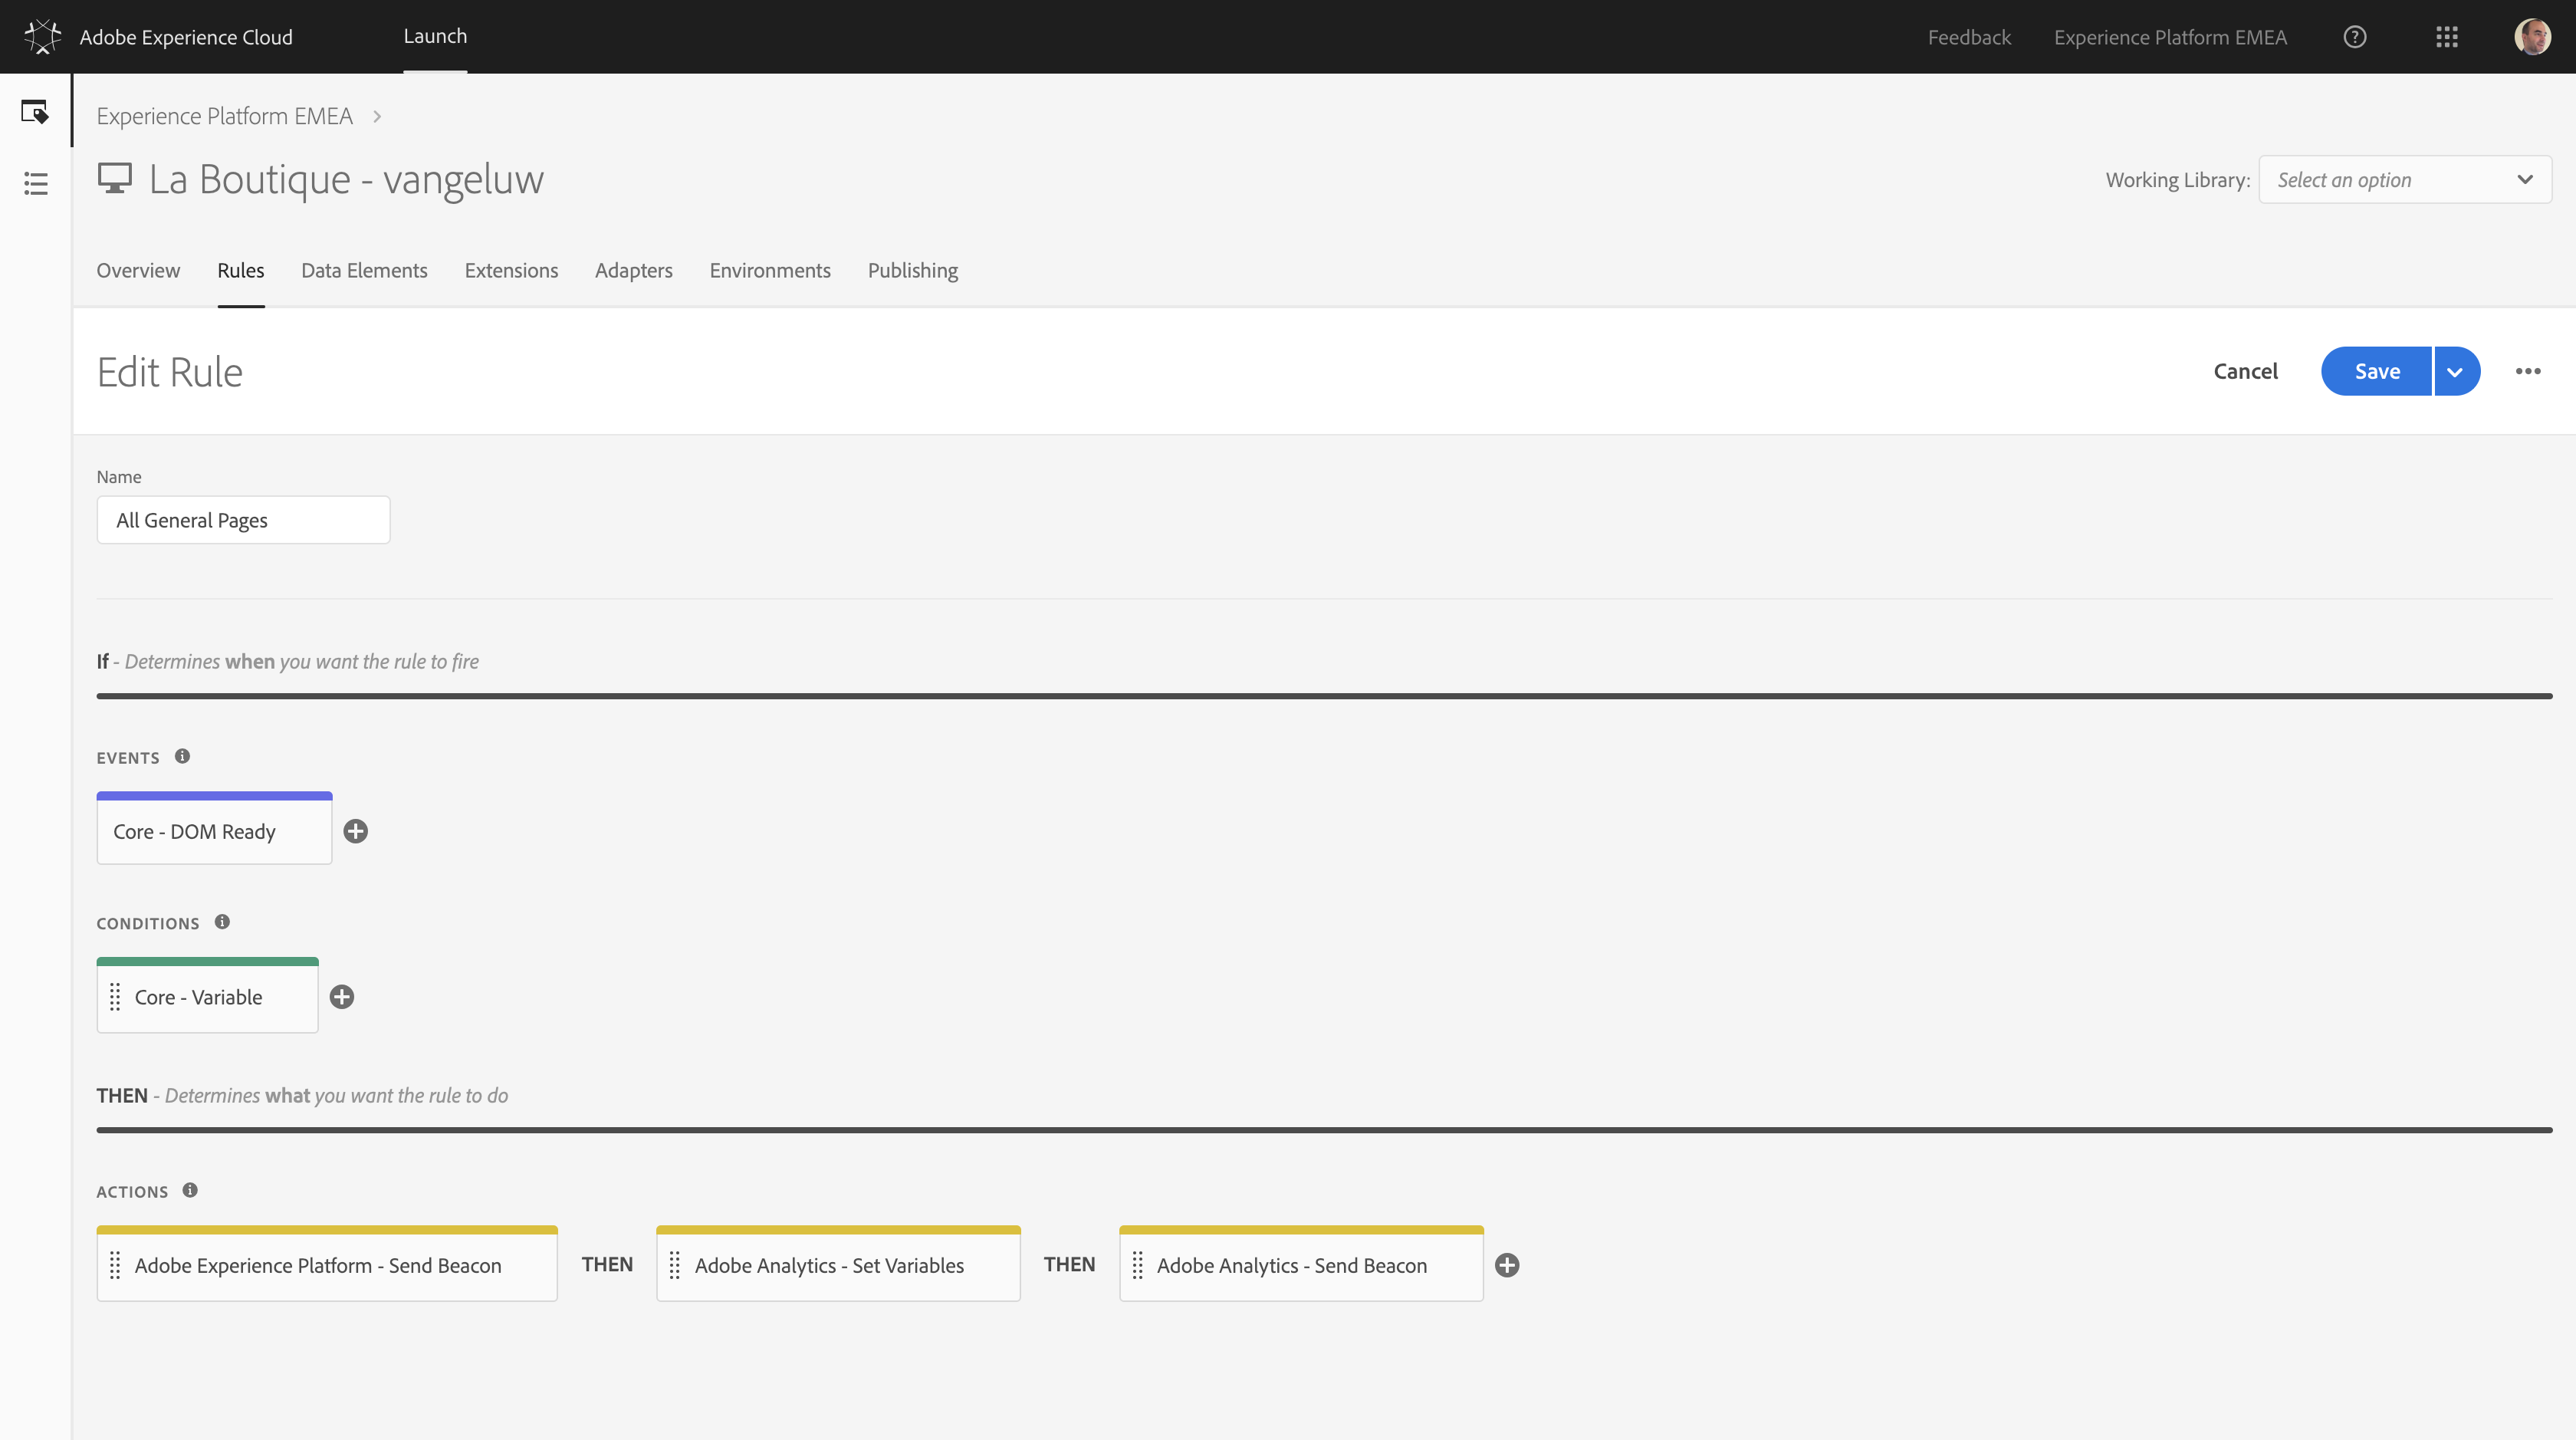 Adobe Experience Cloud
Launch
Feedback
Experience Platform EMEA
Experience Platform EMEA
La Boutique - vangeluw
Working Library:
Select an option
Overview
Rules
Data Elements
Extensions
Adapters
Environments
Publishing
Edit Rule
Cancel
Save
Name
All General Pages
If - Determines when you want the rule to fire
EVENTS
Core - DOM Ready
CONDITIONS
Core - Variable
THEN - Determines what you want the rule to do
ACTIONS
Adobe Experience Platform - Send Beacon
THEN
Adobe Analytics - Set Variables
THEN
Adobe Analytics - Send Beacon